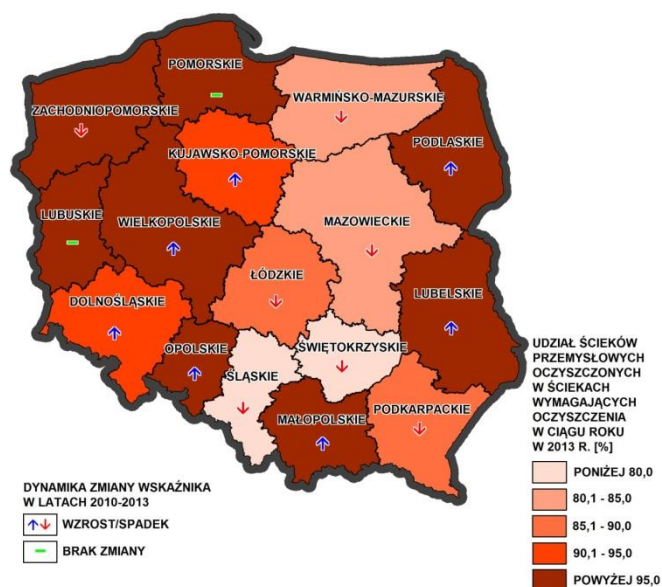 POMORSKIE
WARMIŃSKO-MAZURSKIE
ZACHODNIOPOMORSKIE
PODLASKIE
KUJAWSKO-POMORSKIE
LUBUSKIE
WIELKOPOLSKIE
MAZOWIECKIE
ŁÓDZKIE
DOLNOŚLĄSKIE
LUBELSKIE
OPOLSKIE
ŚWIĘTOKRZYSKIE
ŚLĄSKIE
MAŁOPOLSKIE
PODKARPACKIE
UDZIAŁ ŚCIEKÓW
PRZEMYSŁOWYCH
OCZYSZCZONYCH
W ŚCIEKACH
WYMAGAJĄCYCH
OCZYSZCZENIA
W CIĄGU ROKU
W 2013 R. [%]
PONIŻEJ 80,0
80,1 - 85,0
85,1 - 90,0
90,1 - 95,0
POWYŻEJ 95,0
DYNAMIKA ZMIANY WSKAŹNIKA
W LATACH 2010-2013
WZROST/SPADEK
BRAK ZMIANY